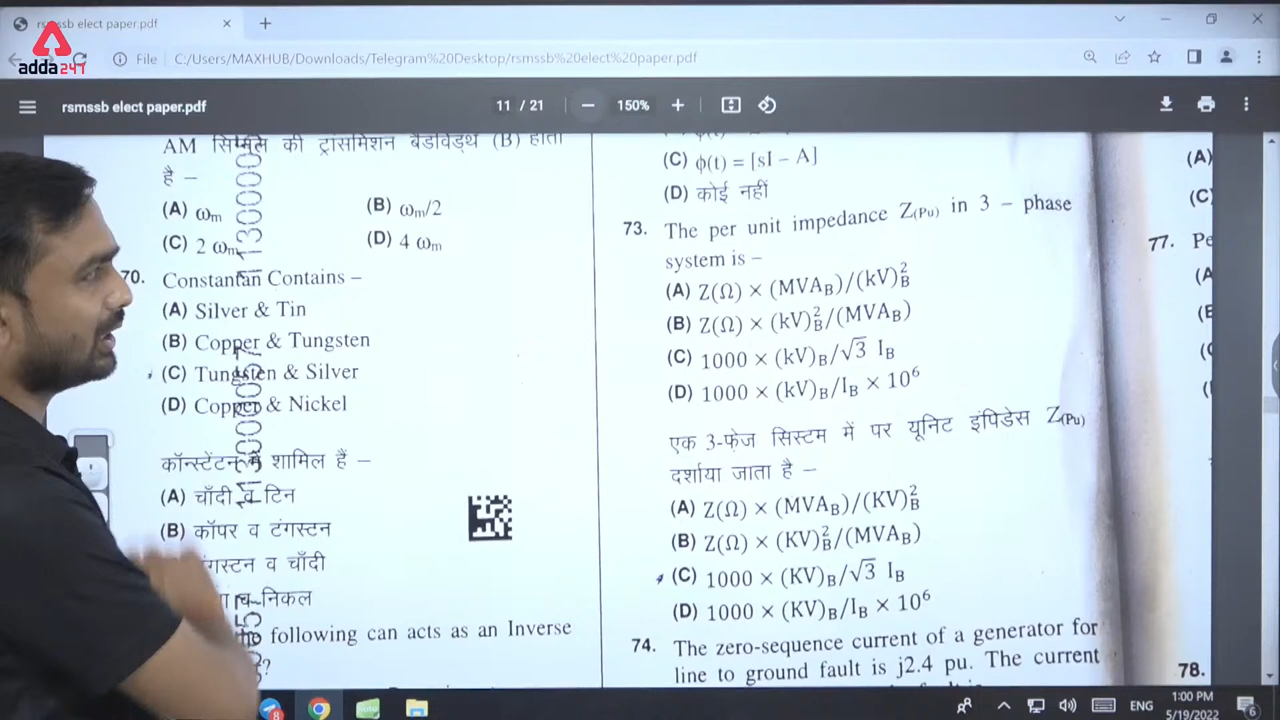 rsmssb elect paper.pdf
adda247
File C:/Users/MAXHUB/Downloads/Telegram%20Desktop/rsmssb%20elect%20paper.pdf
rsmssb elect paper.pdf
11 / 21
150%
AM सिग्नल की ट्रांसमिशन बैंडविड्थ (B) होती
है –
(A) ωm
(B) ωm/2
(C) 2 ωm
(D) 4 ωm
70. Constantan Contains –
(A) Silver & Tin
(B) Copper & Tungsten
(C) Tungsten & Silver
(D) Copper & Nickel
कॉन्स्टेंटन में शामिल हैं –
(A) चाँदी व टिन
(B) कॉपर व टंगस्टन
टंगस्टन व चाँदी
व निकल
following can acts as an Inverse
?
(C) ϕ(t) = [sI – A]
(D) कोई नहीं
73. The per unit impedance Z(Pu) in 3 – phase
system is –
(A) Z(Ω) × (MVAB)/(kV)²B
(B) Z(Ω) × (kV)²B/(MVAB)
(C) 1000 × (kV)B/√3 IB
(D) 1000 × (kV)B/IB × 10⁶
एक 3-फ़ेज सिस्टम में पर यूनिट इंपिडेस Z(Pu)
दर्शाया जाता है –
(A) Z(Ω) × (MVAB)/(KV)²B
(B) Z(Ω) × (KV)²B/(MVAB)
(C) 1000 × (KV)B/√3 IB
(D) 1000 × (KV)B/IB × 10⁶
74. The zero-sequence current of a generator for
line to ground fault is j2.4 pu. The current
(A)
(C)
77. Pe
(A
78.
ENG
1:00 PM
5/19/2022